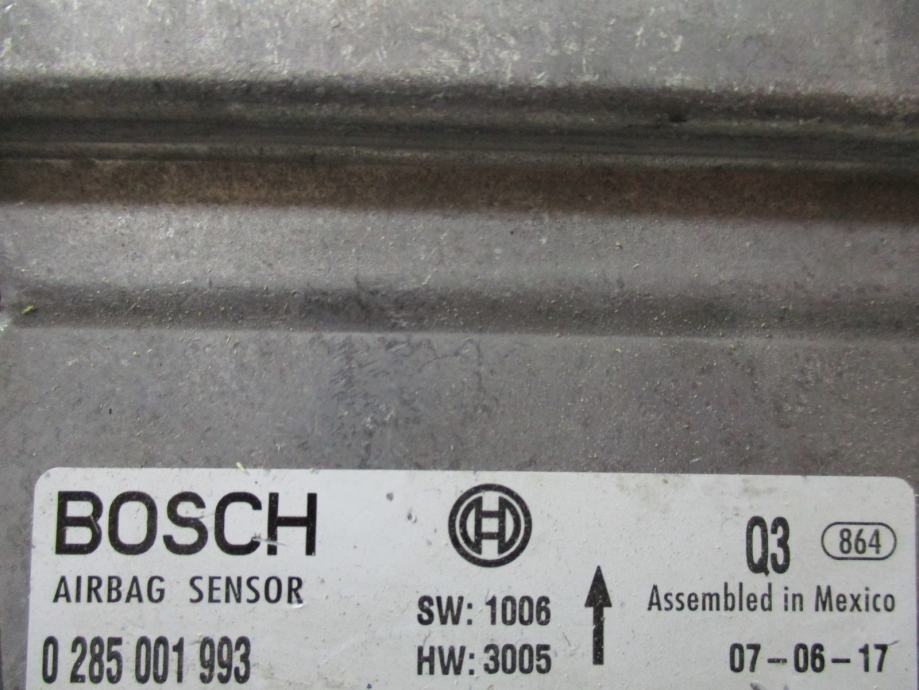 BOSCH
AIRBAG SENSOR
0 285 001 993
SW: 1006
HW: 3005
Q3 864
Assembled in Mexico
07-06-17